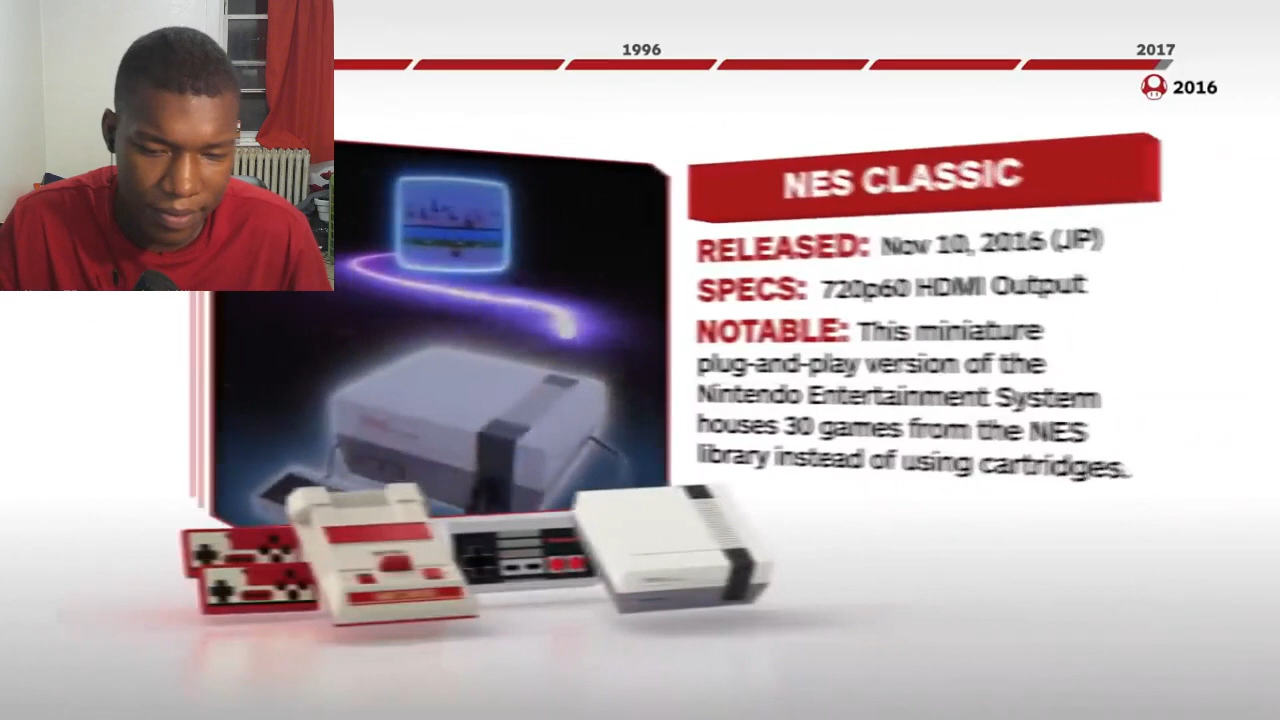 1996
2017
2016
NES CLASSIC
RELEASED: Nov 10, 2016 (JP)
SPECS: 720p60 HDMI Output
NOTABLE: This miniature
plug-and-play version of the
Nintendo Entertainment System
houses 30 games from the NES
library instead of using cartridges.